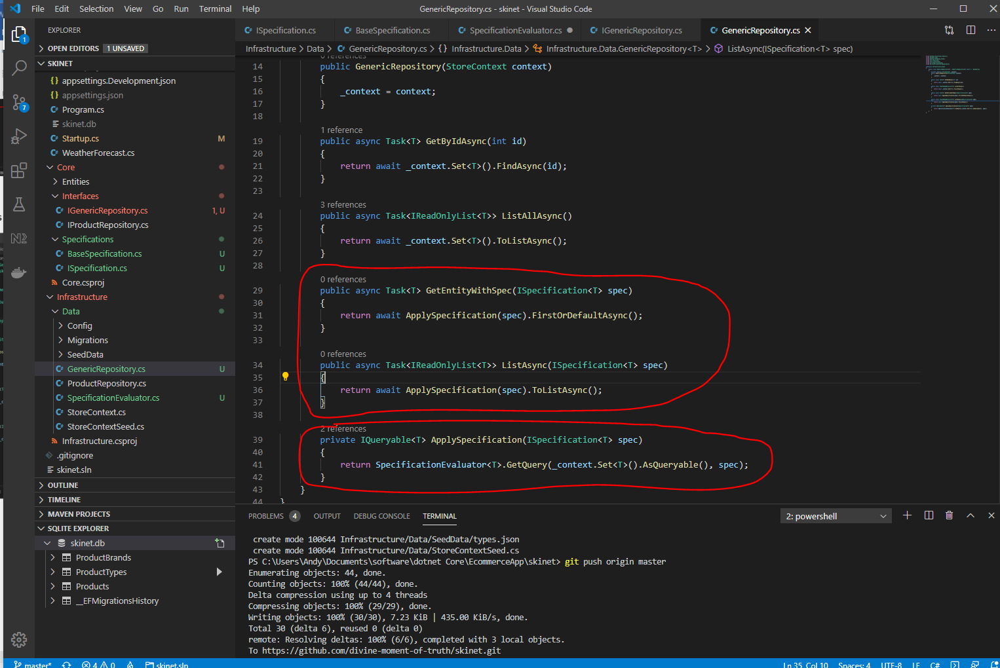 File Edit Selection View Go Run Terminal Help
GenericRepository.cs - skinet - Visual Studio Code
EXPLORER
OPEN EDITORS 1 UNSAVED
SKINET
appsettings.Development.json
appsettings.json
Program.cs
skinet.db
Startup.cs M
WeatherForecast.cs
Core
Entities
Interfaces
IGenericRepository.cs 1, U
IProductRepository.cs
Specifications
BaseSpecification.cs U
ISpecification.cs U
Core.csproj
Infrastructure
Data
Config
Migrations
SeedData
GenericRepository.cs U
ProductRepository.cs
SpecificationEvaluator.cs U
StoreContext.cs
StoreContextSeed.cs
Infrastructure.csproj
.gitignore
skinet.sln
OUTLINE
TIMELINE
MAVEN PROJECTS
SQLITE EXPLORER
skinet.db
ProductBrands
ProductTypes
Products
__EFMigrationsHistory
ISpecification.cs BaseSpecification.cs SpecificationEvaluator.cs IGenericRepository.cs GenericRepository.cs
Infrastructure > Data > GenericRepository.cs > {} Infrastructure.Data > Infrastructure.Data.GenericRepository<T> > ListAsync(ISpecification<T> spec)
0 references
14 public GenericRepository(StoreContext context)
15 {
16 _context = context;
17 }
18
1 reference
19 public async Task<T> GetByIdAsync(int id)
20 {
21 return await _context.Set<T>().FindAsync(id);
22 }
23
3 references
24 public async Task<IReadOnlyList<T>> ListAllAsync()
25 {
26 return await _context.Set<T>().ToListAsync();
27 }
28
0 references
29 public async Task<T> GetEntityWithSpec(ISpecification<T> spec)
30 {
31 return await ApplySpecification(spec).FirstOrDefaultAsync();
32 }
33
0 references
34 public async Task<IReadOnlyList<T>> ListAsync(ISpecification<T> spec)
35 {
36 return await ApplySpecification(spec).ToListAsync();
37 }
38
2 references
39 private IQueryable<T> ApplySpecification(ISpecification<T> spec)
40 {
41 return SpecificationEvaluator<T>.GetQuery(_context.Set<T>().AsQueryable(), spec);
42 }
43 }
44 }
PROBLEMS 4 OUTPUT DEBUG CONSOLE TERMINAL 2: powershell
create mode 100644 Infrastructure/Data/SeedData/types.json
create mode 100644 Infrastructure/Data/StoreContextSeed.cs
PS C:\Users\Andy\Documents\software\dotnet Core\EcommerceApp\skinet> git push origin master
Enumerating objects: 44, done.
Counting objects: 100% (44/44), done.
Delta compression using up to 4 threads
Compressing objects: 100% (29/29), done.
Writing objects: 100% (30/30), 7.23 KiB | 435.00 KiB/s, done.
Total 30 (delta 6), reused 0 (delta 0)
remote: Resolving deltas: 100% (6/6), completed with 3 local objects.
To https://github.com/divine-moment-of-truth/skinet.git
master* 4 0 skinet.sln Ln 35, Col 10 Spaces: 4 UTF-8 LF C#